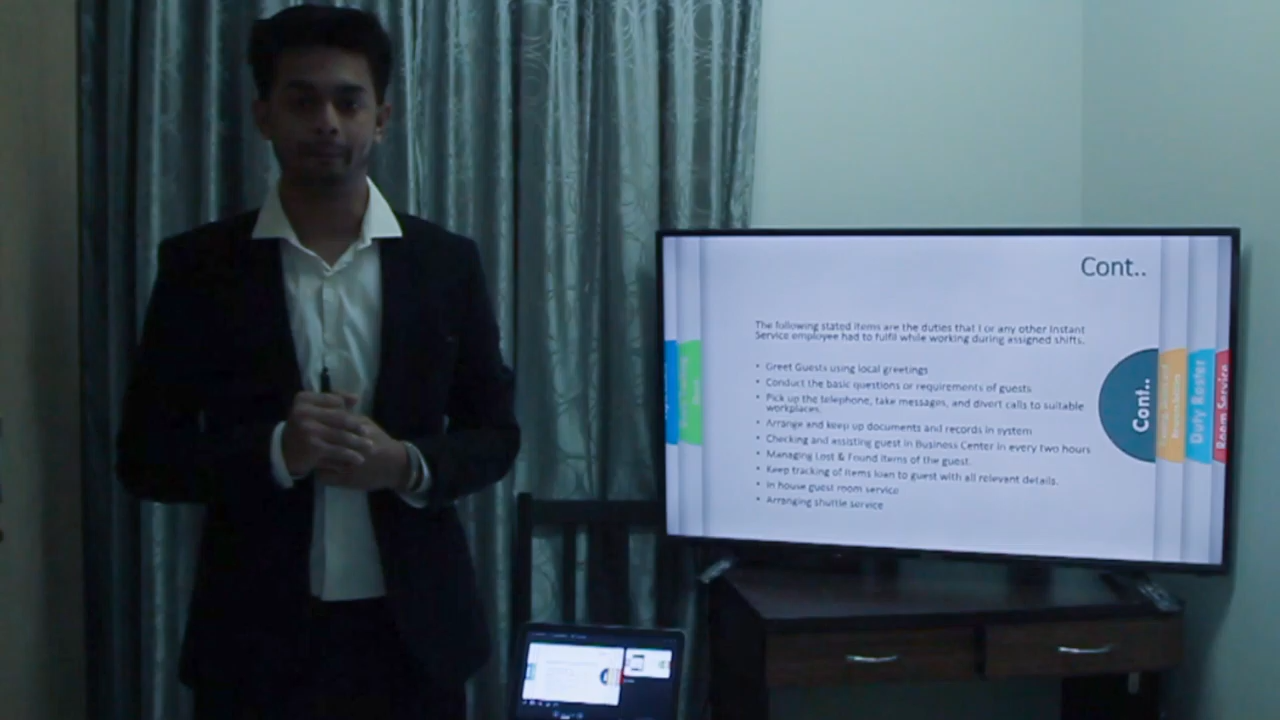 Cont..
The following stated items are the duties that I or any other Instant
Service employee had to fulfil while working during assigned shifts.
• Greet Guests using local greetings
• Conduct the basic questions or requirements of guests
• Pick up the telephone, take messages, and divert calls to suitable
workplaces.
• Arrange and keep up documents and records in system
• Checking and assisting guest in Business Center in every two hours
• Managing Lost & Found items of the guest.
• Keep tracking of items loan to guest with all relevant details.
• In house guest room service
• Arranging shuttle service
Cont..
Duty Roster
Room Service